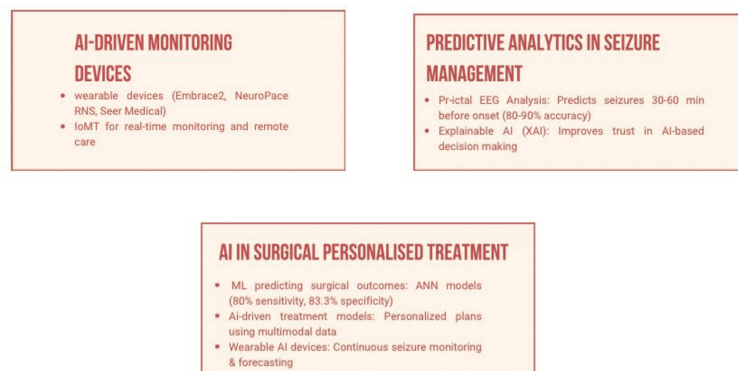 AI-DRIVEN MONITORING
DEVICES
• wearable devices (Embrace2, NeuroPace
RNS, Seer Medical)
• IoMT for real-time monitoring and remote
care
PREDICTIVE ANALYTICS IN SEIZURE
MANAGEMENT
• Pr-ictal EEG Analysis: Predicts seizures 30-60 min
before onset (80-90% accuracy)
• Explainable AI (XAI): Improves trust in AI-based
decision making
AI IN SURGICAL PERSONALISED TREATMENT
• ML predicting surgical outcomes: ANN models
(80% sensitivity, 83.3% specificity)
• Ai-driven treatment models: Personalized plans
using multimodal data
• Wearable AI devices: Continuous seizure monitoring
& forecasting